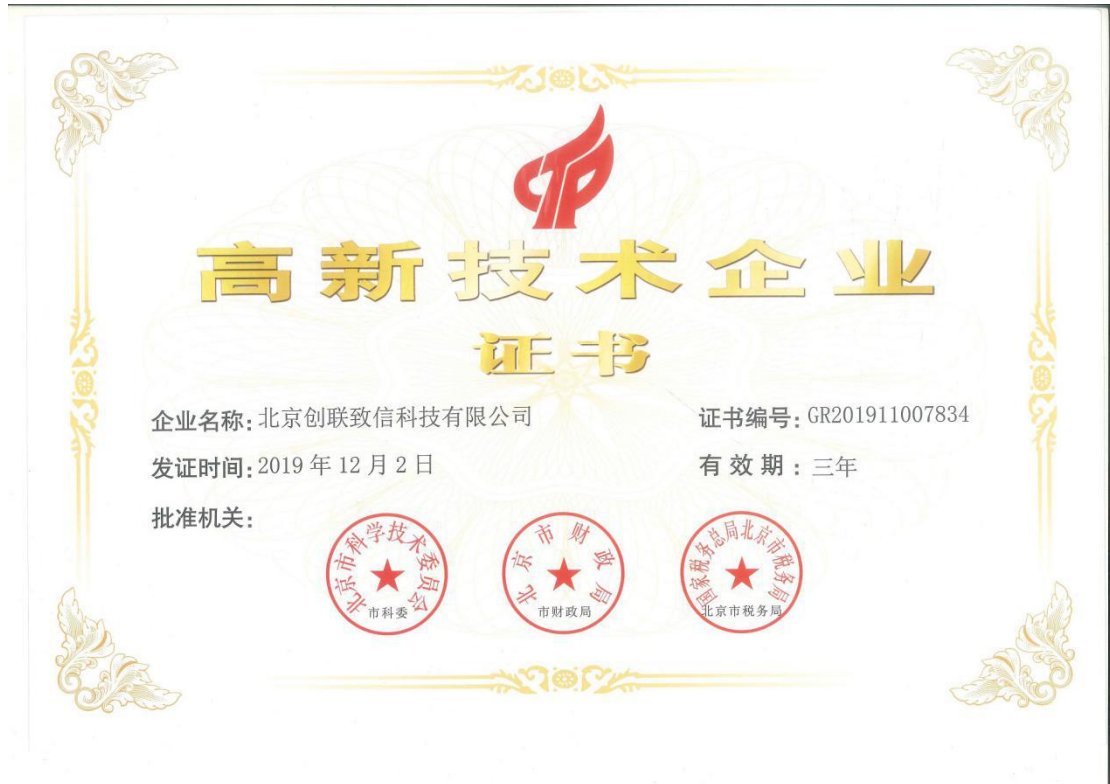 高新技术企业
证书
企业名称:北京创联致信科技有限公司 证书编号:GR201911007834
发证时间:2019年12月2日 有效期:三年
批准机关:
北京市科学技术委员会 北京市财政局 国家税务总局北京市税务局
市科委 市财政局 北京市税务局